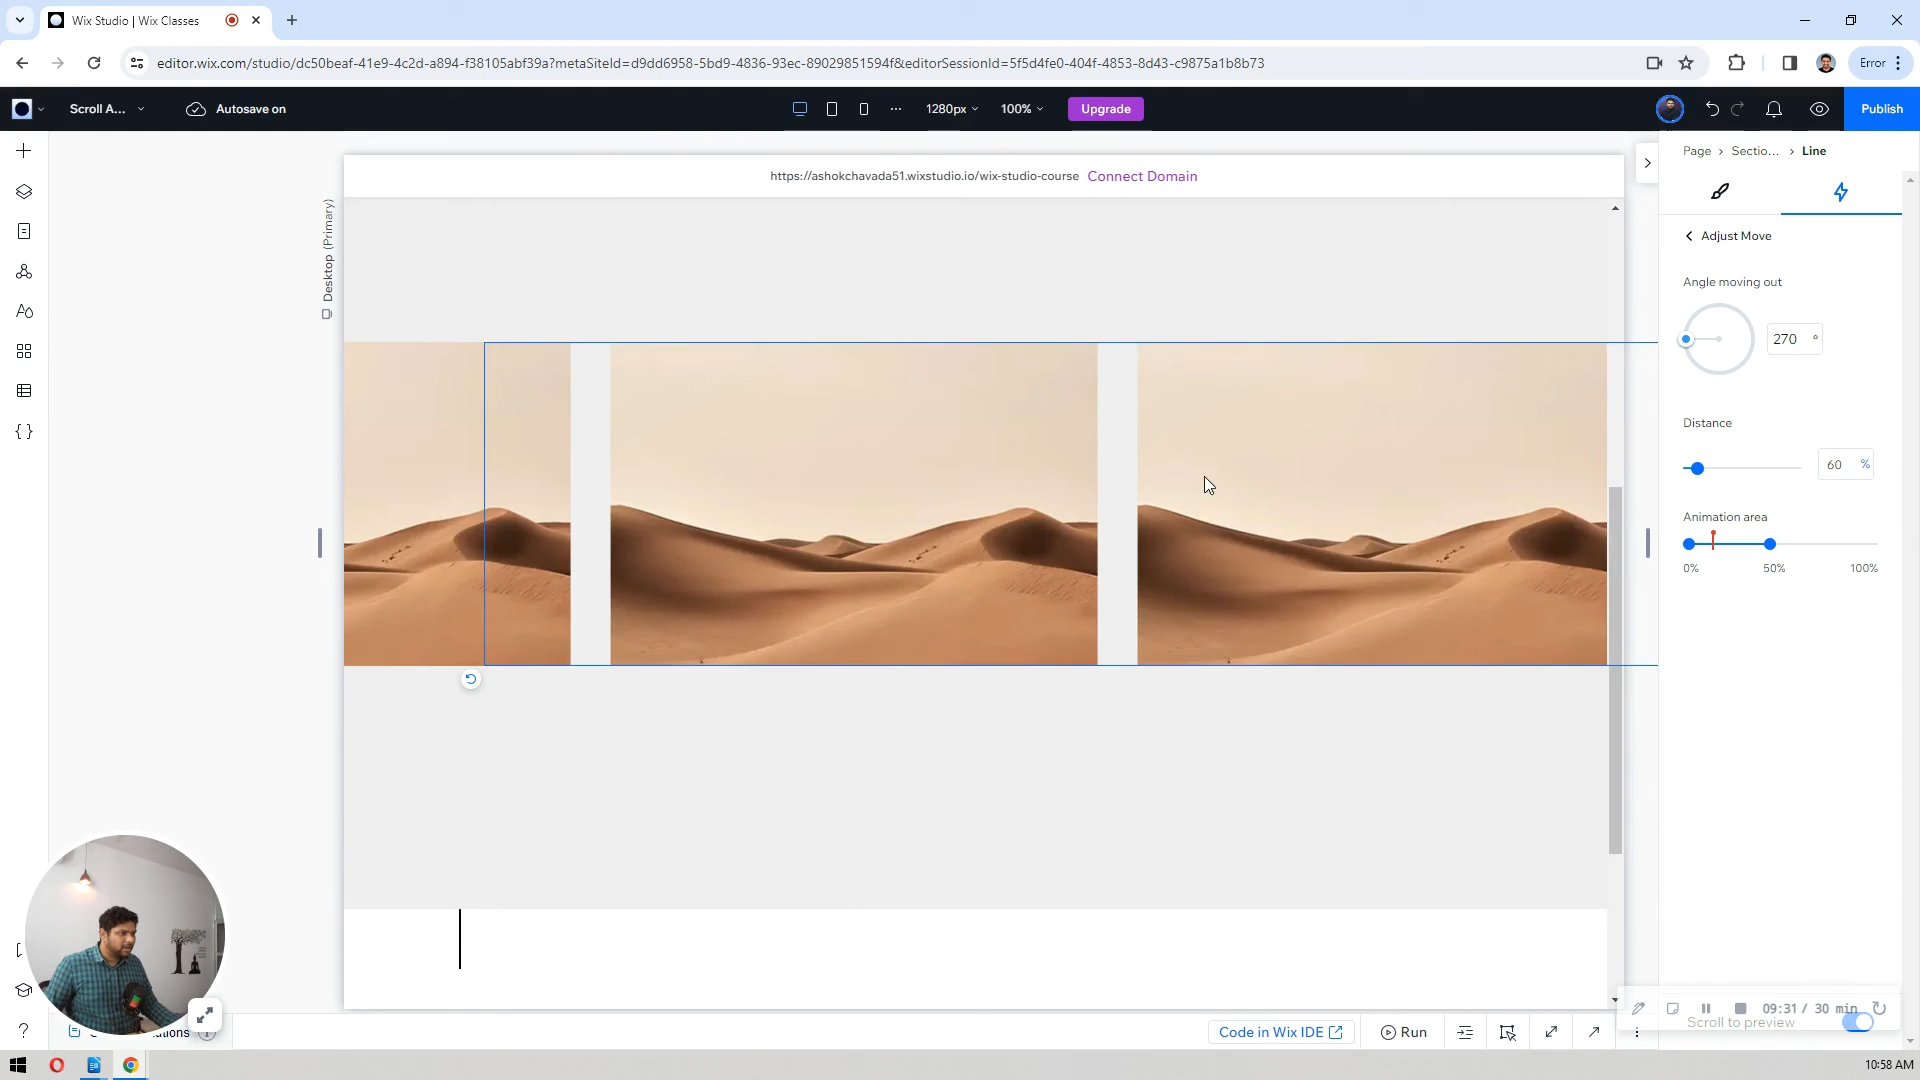 Wix Studio | Wix Classes
editor.wix.com/studio/dc50beaf-41e9-4c2d-a894-f38105abf39a?metaSiteId=d9dd6958-5bd9-4836-93ec-89029851594f&editorSessionId=5f5d4fe0-404f-4853-8d43-c9875a1b8b73
Error
Scroll A...
Autosave on
1280px
100%
Upgrade
Publish
https://ashokchavada51.wixstudio.io/wix-studio-course Connect Domain
Desktop (Primary)
Page > Sectio... > Line
Adjust Move
Angle moving out
270 °
Distance
60 %
Animation area
0% 50% 100%
09:31 / 30 min
Scroll to preview
Code in Wix IDE
Run
10:58 AM